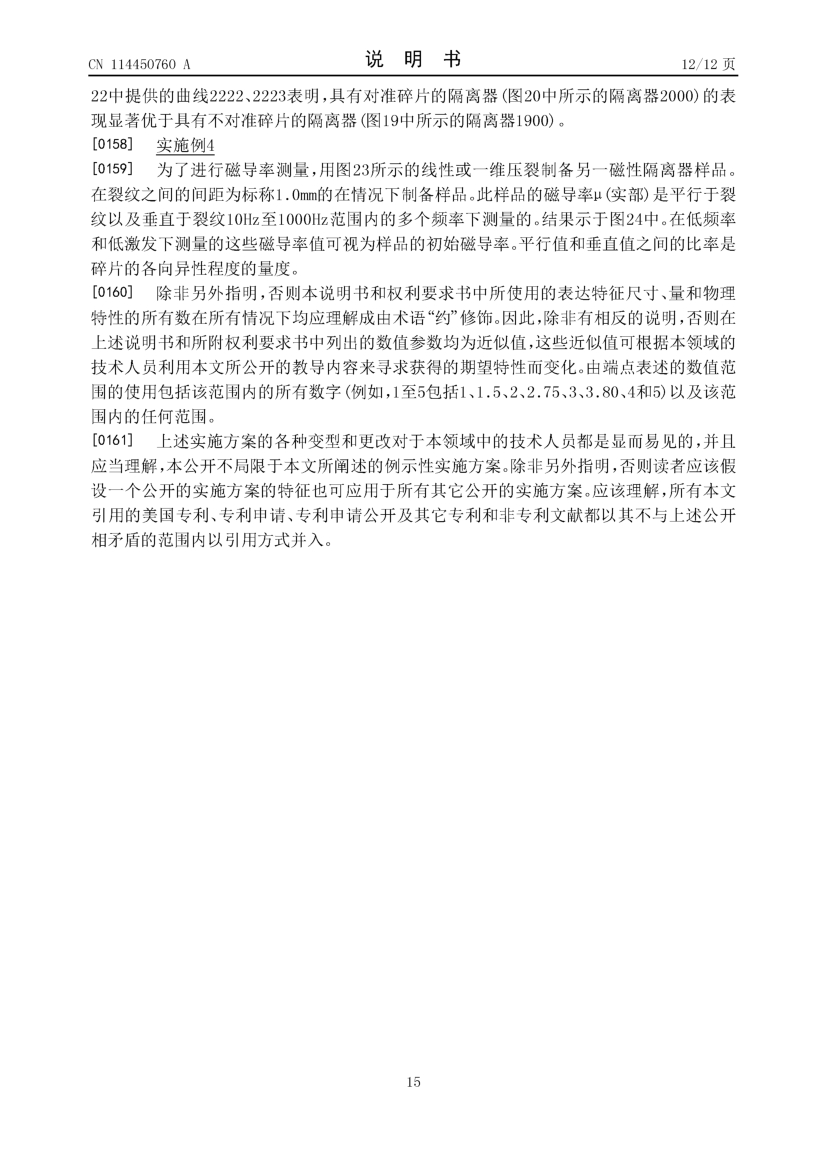 CN 114450760 A
说 明 书
12/12 页
22中提供的曲线2222、2223表明,具有对准碎片的隔离器(图20中所示的隔离器2000)的表
现显著优于具有不对准碎片的隔离器(图19中所示的隔离器1900)。
[0158] 实施例4
[0159] 为了进行磁导率测量,用图23所示的线性或一维压裂制备另一磁性隔离器样品。
在裂纹之间的间距为标称1.0mm的在情况下制备样品。此样品的磁导率μ(实部)是平行于裂
纹以及垂直于裂纹10Hz至1000Hz范围内的多个频率下测量的。结果示于图24中。在低频率
和低激发下测量的这些磁导率值可视为样品的初始磁导率。平行值和垂直值之间的比率是
碎片的各向异性程度的量度。
[0160] 除非另外指明,否则本说明书和权利要求书中所使用的表达特征尺寸、量和物理
特性的所有数在所有情况下均应理解成由术语“约”修饰。因此,除非有相反的说明,否则在
上述说明书和所附权利要求书中列出的数值参数均为近似值,这些近似值可根据本领域的
技术人员利用本文所公开的教导内容来寻求获得的期望特性而变化。由端点表述的数值范
围的使用包括该范围内的所有数字(例如,1至5包括1、1.5、2、2.75、3、3.80、4和5)以及该范
围内的任何范围。
[0161] 上述实施方案的各种变型和更改对于本领域中的技术人员都是显而易见的,并且
应当理解,本公开不局限于本文所阐述的例示性实施方案。除非另外指明,否则读者应该假
设一个公开的实施方案的特征也可应用于所有其它公开的实施方案。应该理解,所有本文
引用的美国专利、专利申请、专利申请公开及其它专利和非专利文献都以其不与上述公开
相矛盾的范围内以引用方式并入。
15